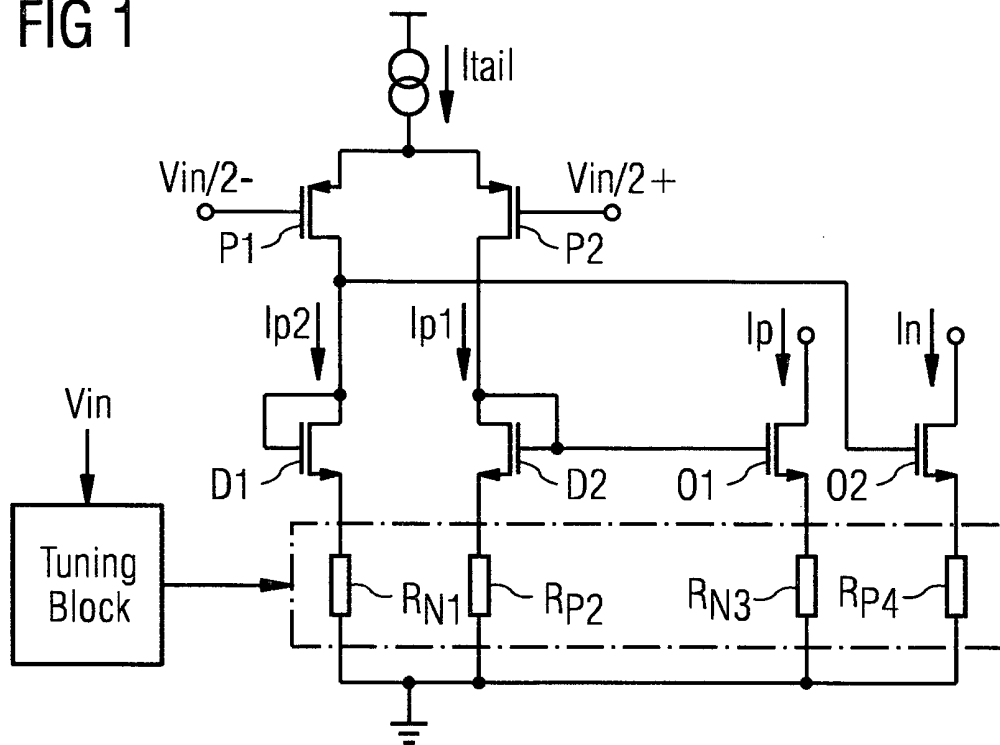 FIG 1
Itail
Vin/2-
Vin/2+
P1
P2
Ip2
Ip1
Ip
In
Vin
D1
D2
O1
O2
Tuning
Block
RN1
RP2
RN3
RP4